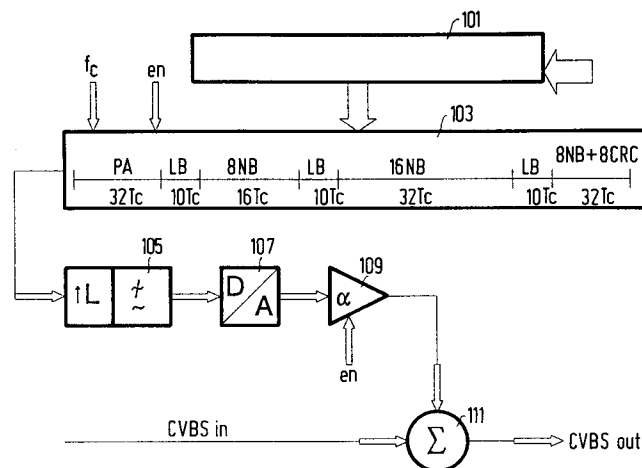 101
f_c
en
103
PA LB 8NB LB 16NB LB 8NB+8CRC
32Tc 10Tc 16Tc 10Tc 32Tc 10Tc 32Tc
105
107
109
↑L
D
A
α
en
111
CVBS in
Σ
CVBS out